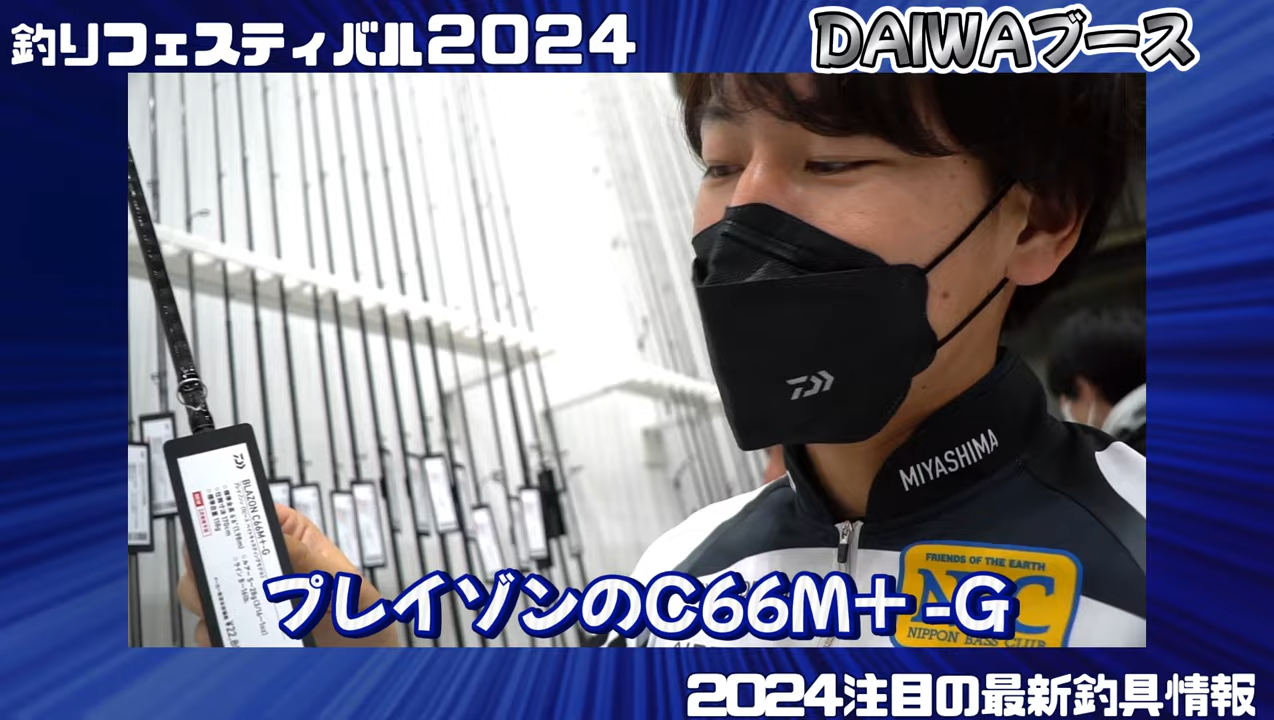 釣りフェスティバル2024
DAIWAブース
MIYASHIMA
BLAZON C66M+-G
FRIENDS OF THE EARTH
NBC
NIPPON BASS CLUB
プレイゾンのC66M+-G
2024注目の最新釣具情報